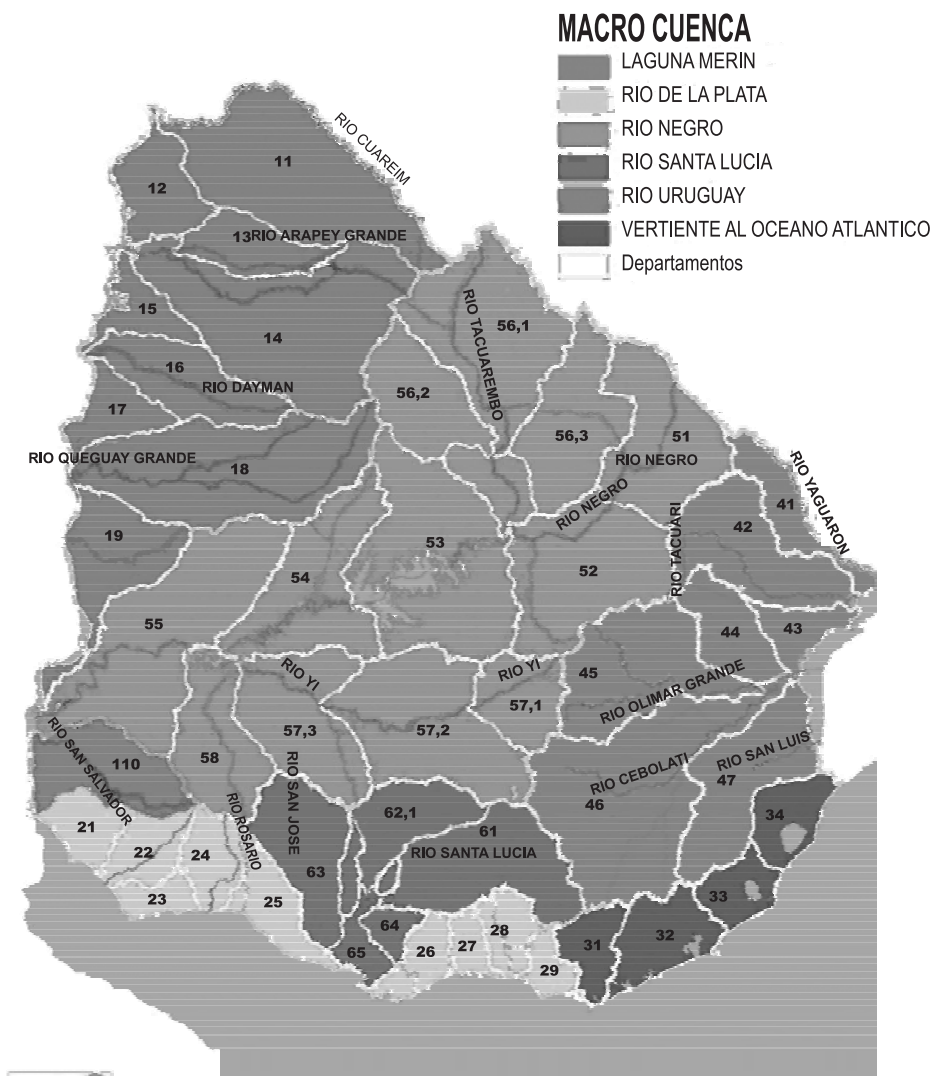 MACRO CUENCA
LAGUNA MERIN
RIO DE LA PLATA
RIO NEGRO
RIO SANTA LUCIA
RIO URUGUAY
VERTIENTE AL OCEANO ATLANTICO
Departamentos
RIO CUAREIM
11
12
13 RIO ARAPEY GRANDE
15
14
RIO TACUAREMBO
56,1
16
RIO DAYMAN
56,2
17
56,3
51
RIO QUEGUAY GRANDE
18
RIO NEGRO
RIO NEGRO
RIO YAGUARON
41
19
53
42
RIO TACUARI
54
52
55
44
43
RIO YI
RIO YI
45
57,1
RIO OLIMAR GRANDE
57,3
57,2
58
RIO SAN SALVADOR
110
RIO SAN JOSE
RIO CEBOLATI
RIO SAN LUIS
47
46
21
22
24
RIO ROSARIO
62,1
61
RIO SANTA LUCIA
34
63
23
25
33
64
65
26
27
28
29
31
32